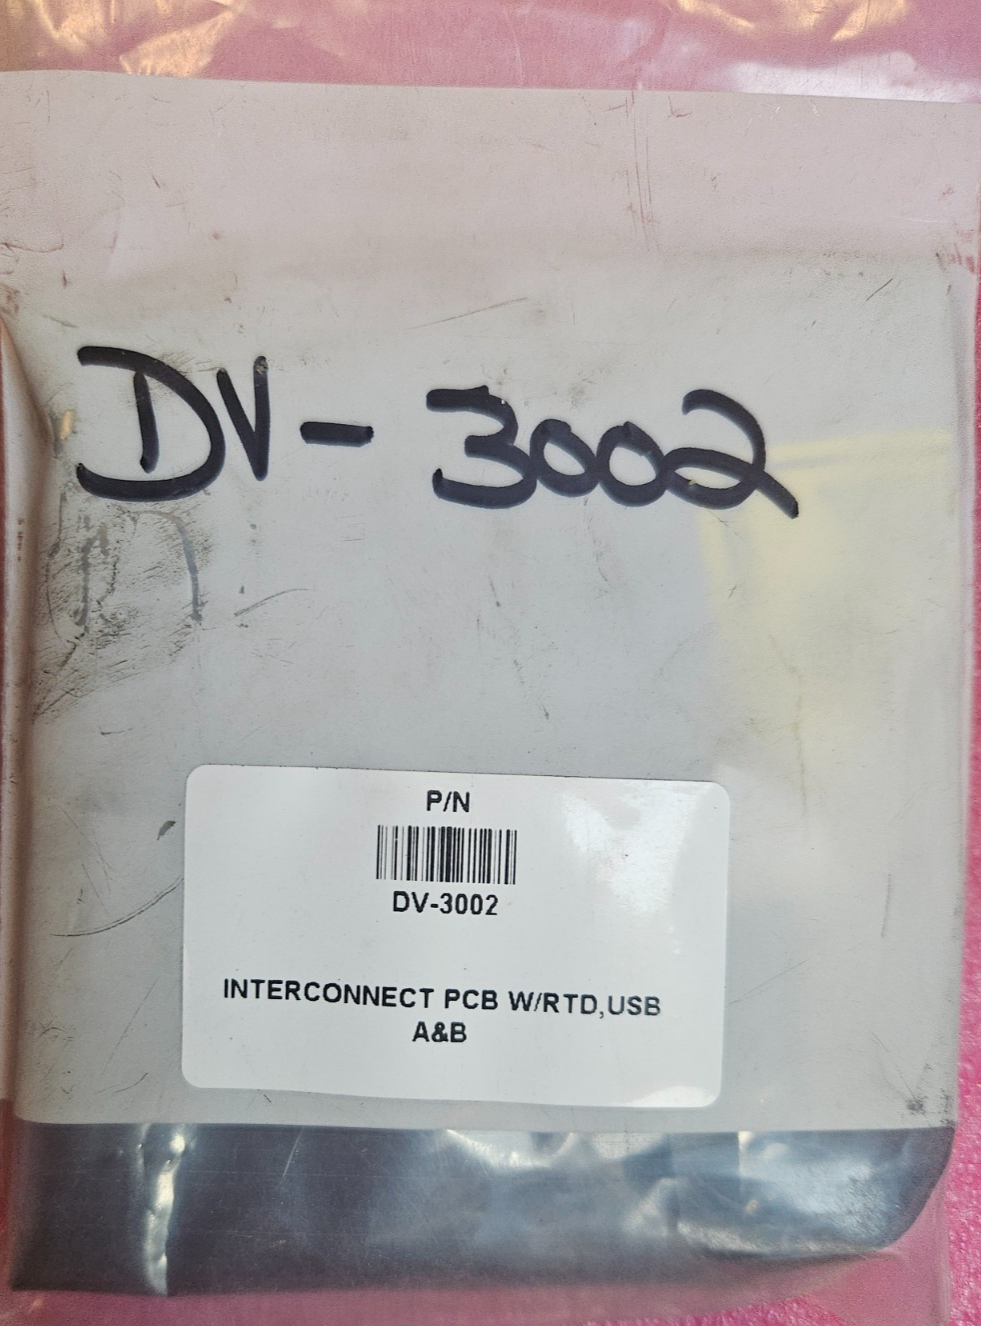 DV-3002
P/N
DV-3002
INTERCONNECT PCB W/RTD,USB
A&B